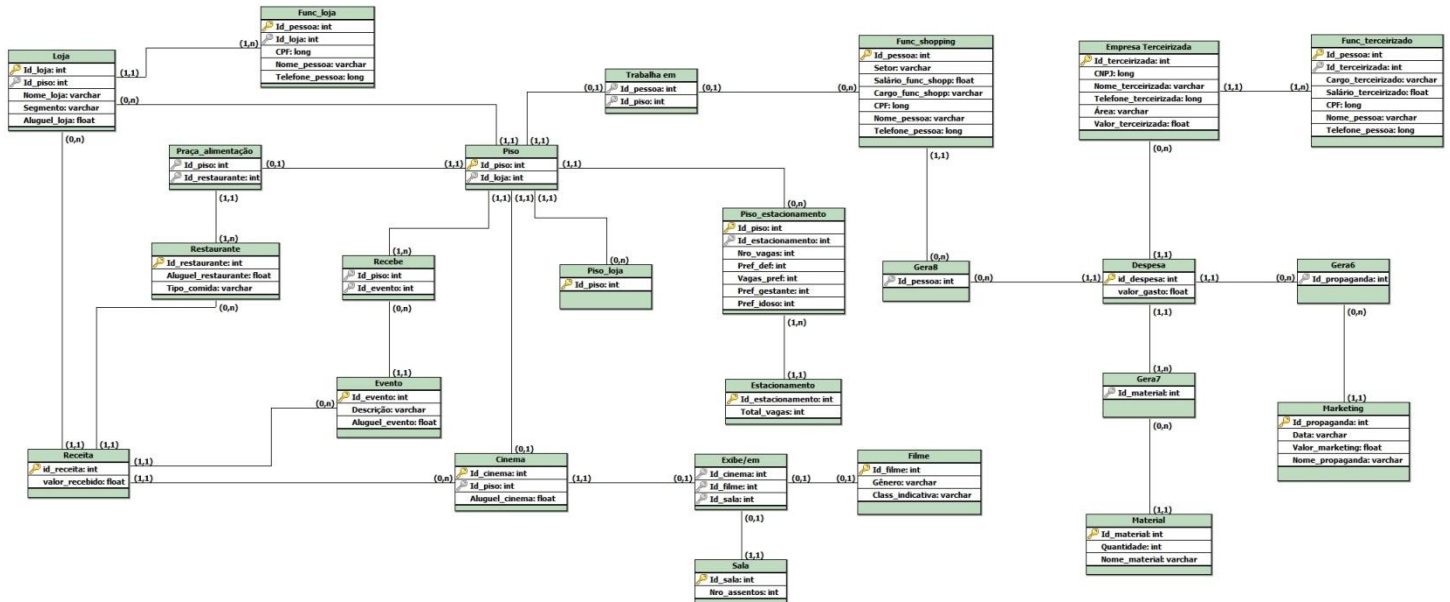 Func_loja
Id_pessoa: int
Id_loja: int
CPF: long
Nome_pessoa: varchar
Telefone_pessoa: long
(1,n)
Loja
Id_loja: int
Id_piso: int
Nome_loja: varchar
Segmento: varchar
Aluguel_loja: float
(1,1)
(0,n)
(0,n)
Trabalha em
Id_pessoa: int
Id_piso: int
(0,1)
(0,1)
Func_shopping
Id_pessoa: int
Setor: varchar
Salário_func_shopp: float
Cargo_func_shopp: varchar
CPF: long
Nome_pessoa: varchar
Telefone_pessoa: long
(0,n)
(1,1)
Empresa Terceirizada
Id_terceirizada: int
CNPJ: long
Nome_terceirizada: varchar
Telefone_terceirizada: long
Área: varchar
Valor_terceirizada: float
(1,1)
(0,n)
Func_terceirizado
Id_pessoa: int
Id_terceirizada: int
Cargo_terceirizado: varchar
Salário_terceirizado: float
CPF: long
Nome_pessoa: varchar
Telefone_pessoa: long
(1,n)
Praça_alimentação
Id_piso: int
Id_restaurante: int
(0,1)
(1,1)
Piso
Id_piso: int
Id_loja: int
(1,1)
(1,1)
(1,1)
(1,1)
(1,1)
(1,1)
(1,1)
Piso_estacionamento
Id_piso: int
Id_estacionamento: int
Nro_vagas: int
Pref_def: int
Vagas_pref: int
Pref_gestante: int
Pref_idoso: int
(0,n)
(1,n)
Restaurante
Id_restaurante: int
Aluguel_restaurante: float
Tipo_comida: varchar
(1,n)
(0,n)
Recebe
Id_piso: int
Id_evento: int
(1,n)
(0,n)
Piso_loja
Id_piso: int
(0,n)
Gera8
Id_pessoa: int
(0,n)
(0,n)
Despesa
id_despesa: int
valor_gasto: float
(1,1)
(1,1)
(1,1)
(1,1)
Gera6
Id_propaganda: int
(0,n)
(0,n)
Evento
Id_evento: int
Descrição: varchar
Aluguel_evento: float
(1,1)
(0,n)
Estacionamento
Id_estacionamento: int
Total_vagas: int
(1,1)
Gera7
Id_material: int
(1,n)
(0,n)
Marketing
Id_propaganda: int
Data: varchar
Valor_marketing: float
Nome_propaganda: varchar
(1,1)
Receita
id_receita: int
valor_recebido: float
(1,1)
(1,1)
(1,1)
(1,1)
Cinema
Id_cinema: int
Id_piso: int
Aluguel_cinema: float
(0,1)
(0,n)
(1,1)
Exibe/em
Id_cinema: int
Id_filme: int
Id_sala: int
(0,1)
(0,1)
(0,1)
Filme
Id_filme: int
Gênero: varchar
Class_indicativa: varchar
(0,1)
Material
Id_material: int
Quantidade: int
Nome_material: varchar
(1,1)
Sala
Id_sala: int
Nro_assentos: int
(1,1)